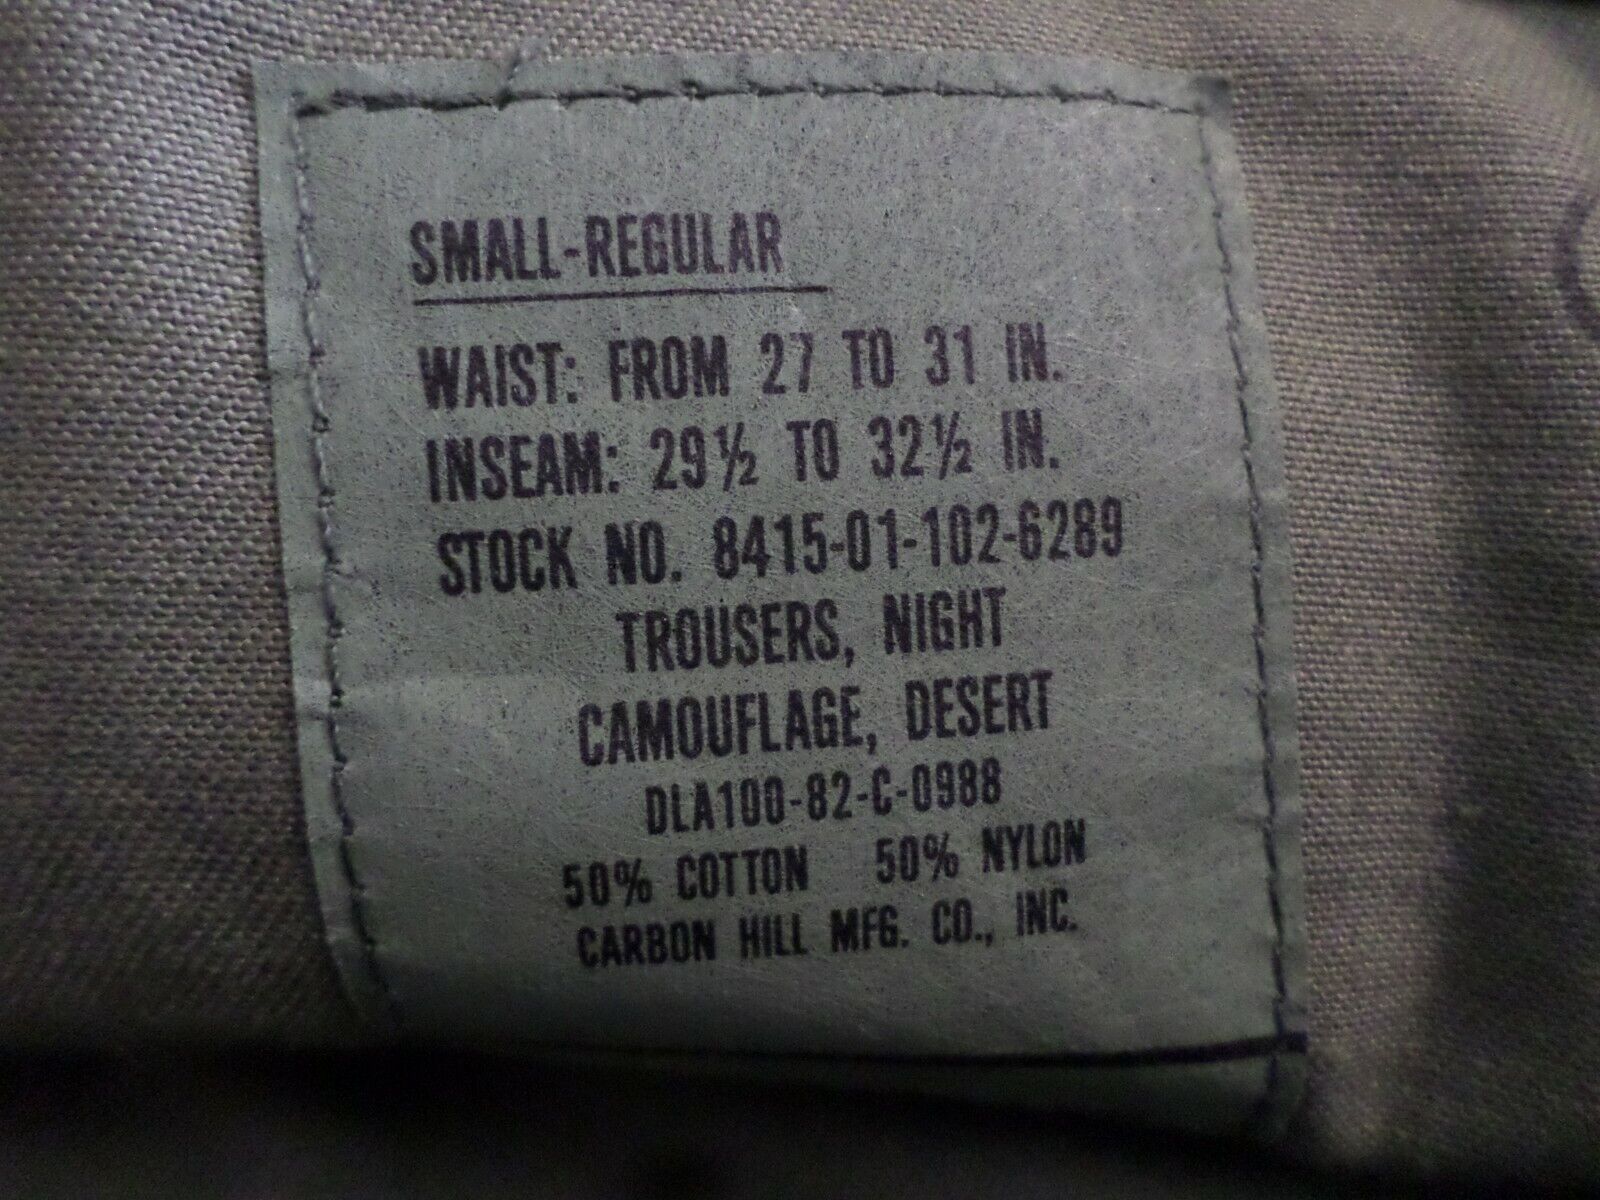 SMALL-REGULAR
WAIST: FROM 27 TO 31 IN.
INSEAM: 29½ TO 32½ IN.
STOCK NO. 8415-01-102-6289
TROUSERS, NIGHT
CAMOUFLAGE, DESERT
DLA100-82-C-0988
50% COTTON 50% NYLON
CARBON HILL MFG. CO., INC.